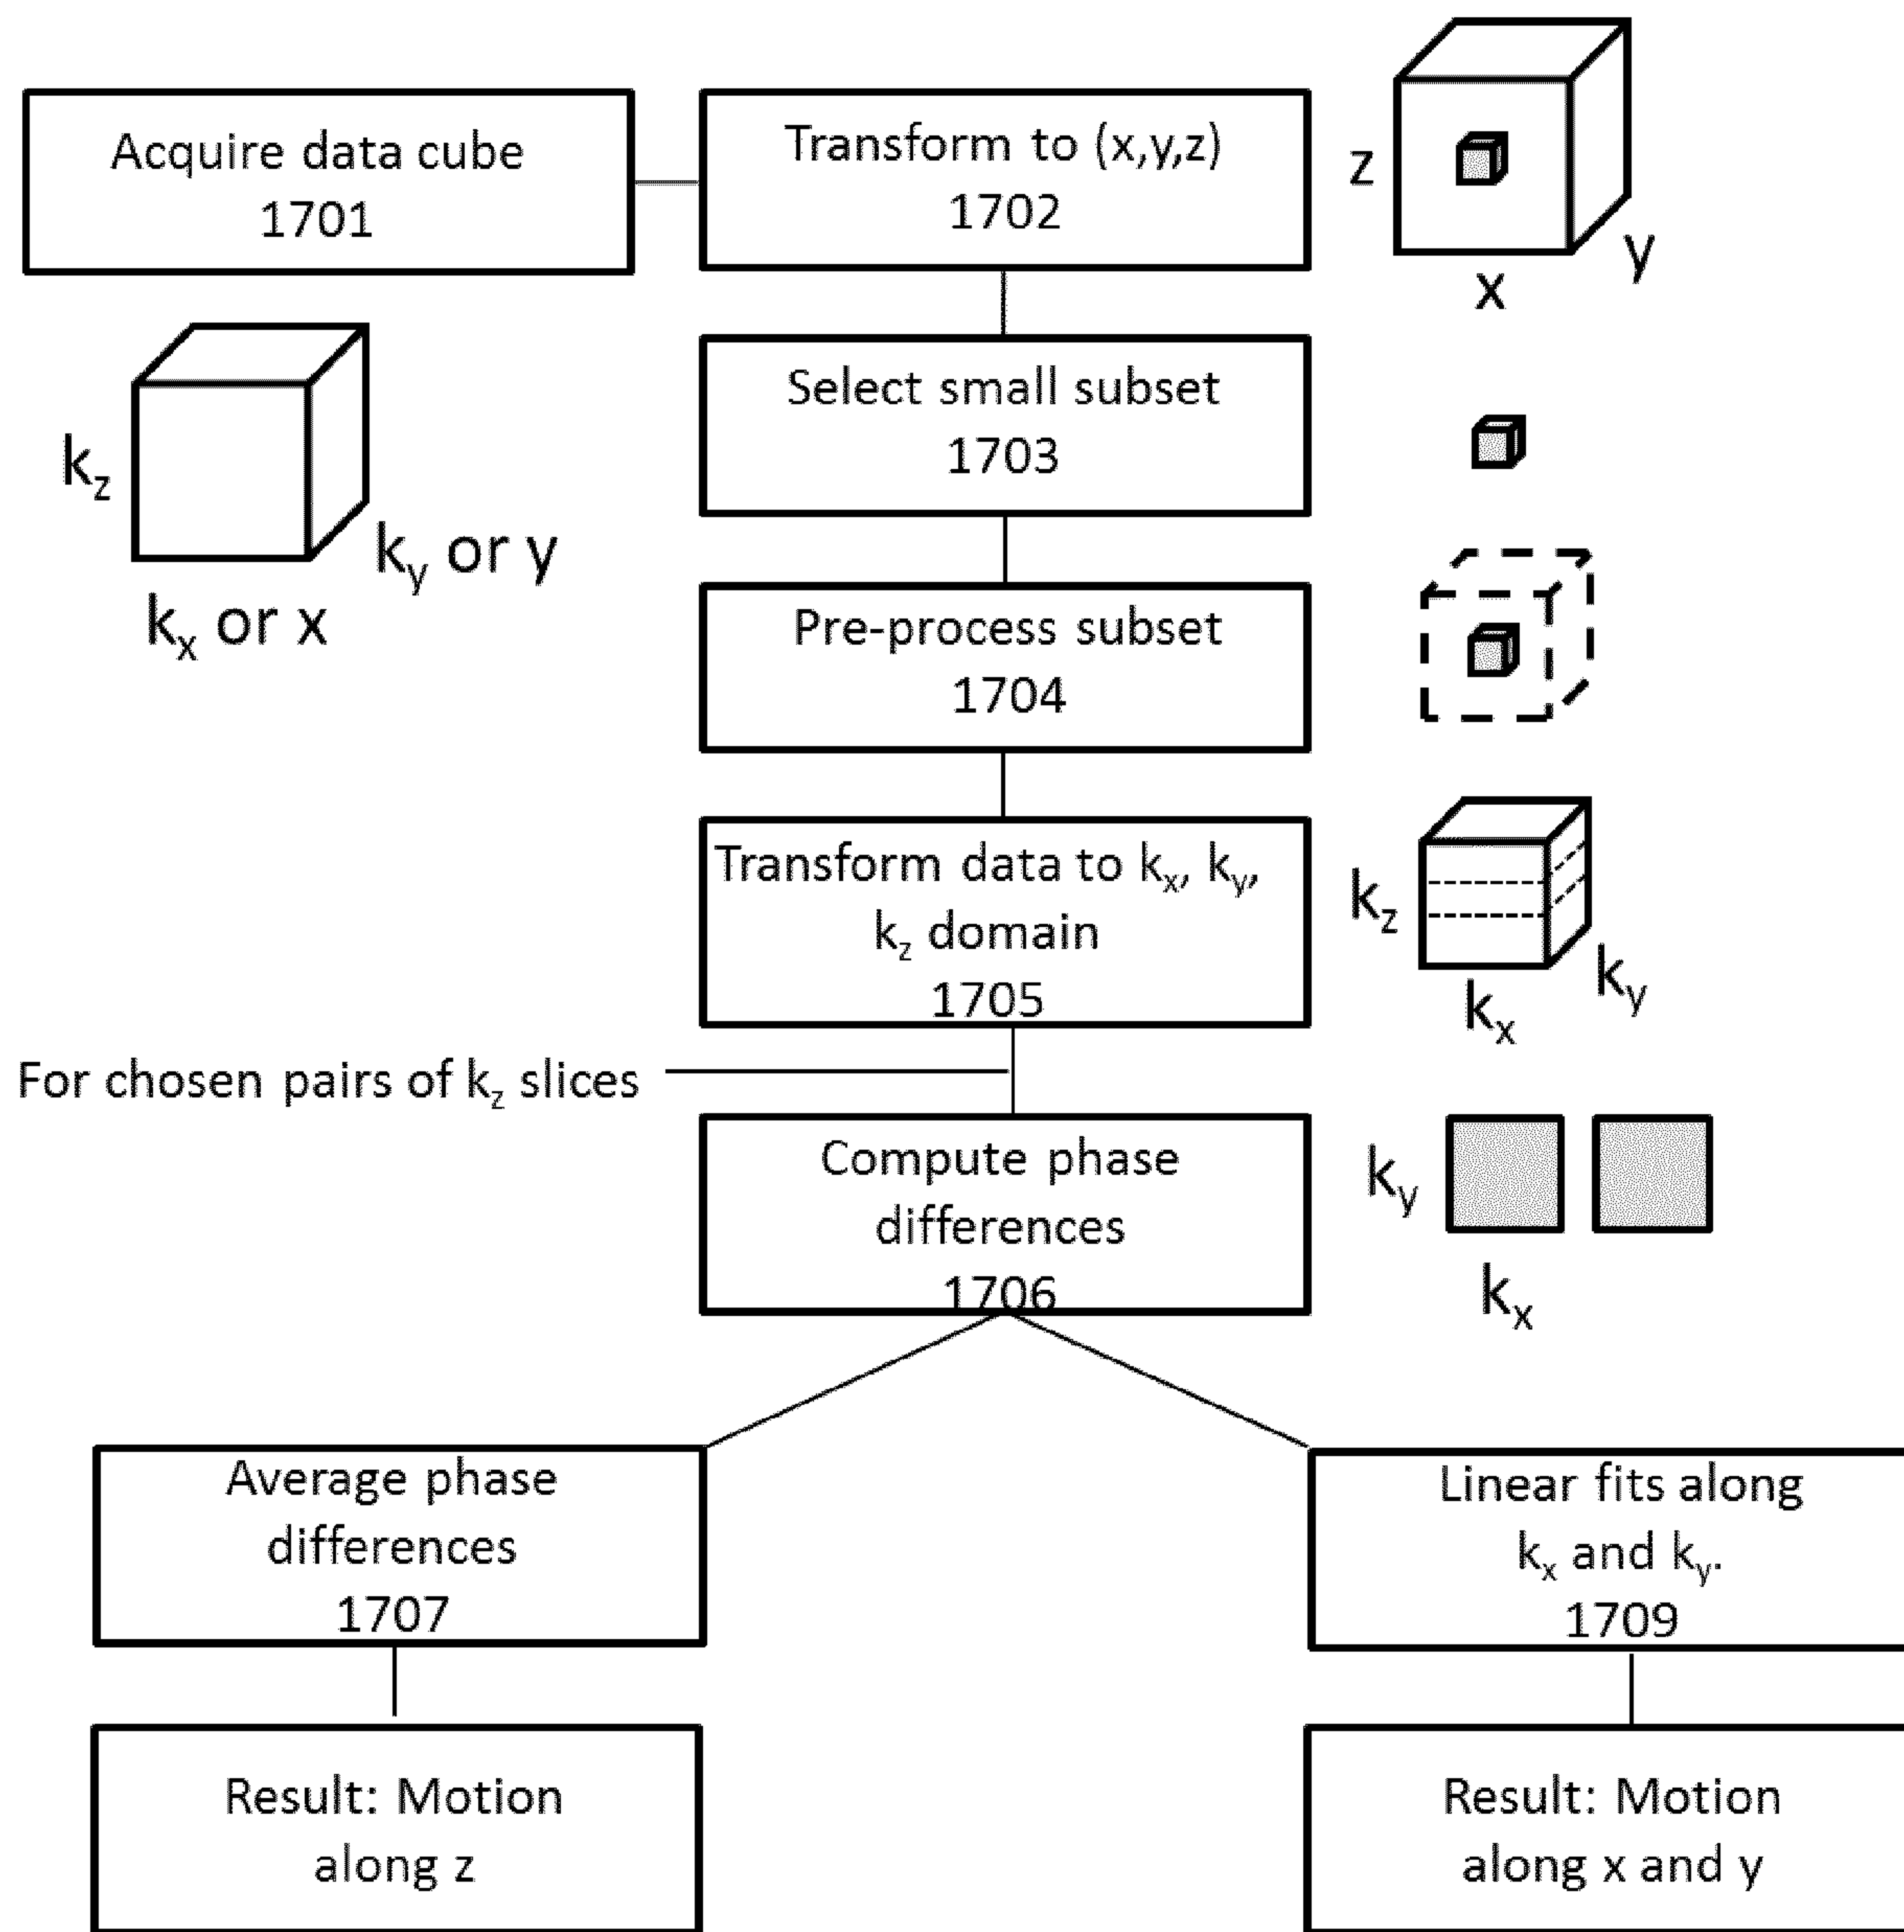 Acquire data cube
1701
Transform to (x,y,z)
1702
z
x
y
Select small subset
1703
k_z
k_y or y
k_x or x
Pre-process subset
1704
Transform data to k_x, k_y,
k_z domain
1705
k_z
k_y
k_x
For chosen pairs of k_z slices
Compute phase
differences
1706
k_y
k_x
Average phase
differences
1707
Linear fits along
k_x and k_y.
1709
Result: Motion
along z
Result: Motion
along x and y